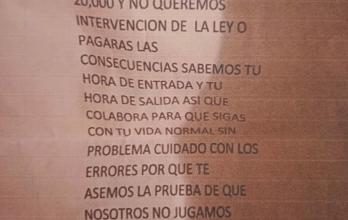 20,000 Y NO QUEREMOS
INTERVENCION DE LA LEY O
PAGARAS LAS
CONSECUENCIAS SABEMOS TU
HORA DE ENTRADA Y TU
HORA DE SALIDA ASI QUE
COLABORA PARA QUE SIGAS
CON TU VIDA NORMAL SIN
PROBLEMA CUIDADO CON LOS
ERRORES POR QUE TE
ASEMOS LA PRUEBA DE QUE
NOSOTROS NO JUGAMOS